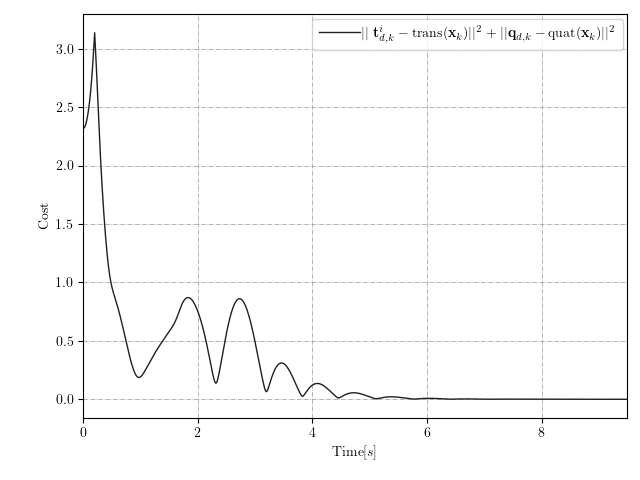 || t^i_{d,k} − trans(x_k)||^2 + ||q_{d,k} − quat(x_k)||^2
3.0
2.5
2.0
1.5
1.0
0.5
0.0
Cost
0 2 4 6 8
Time[s]